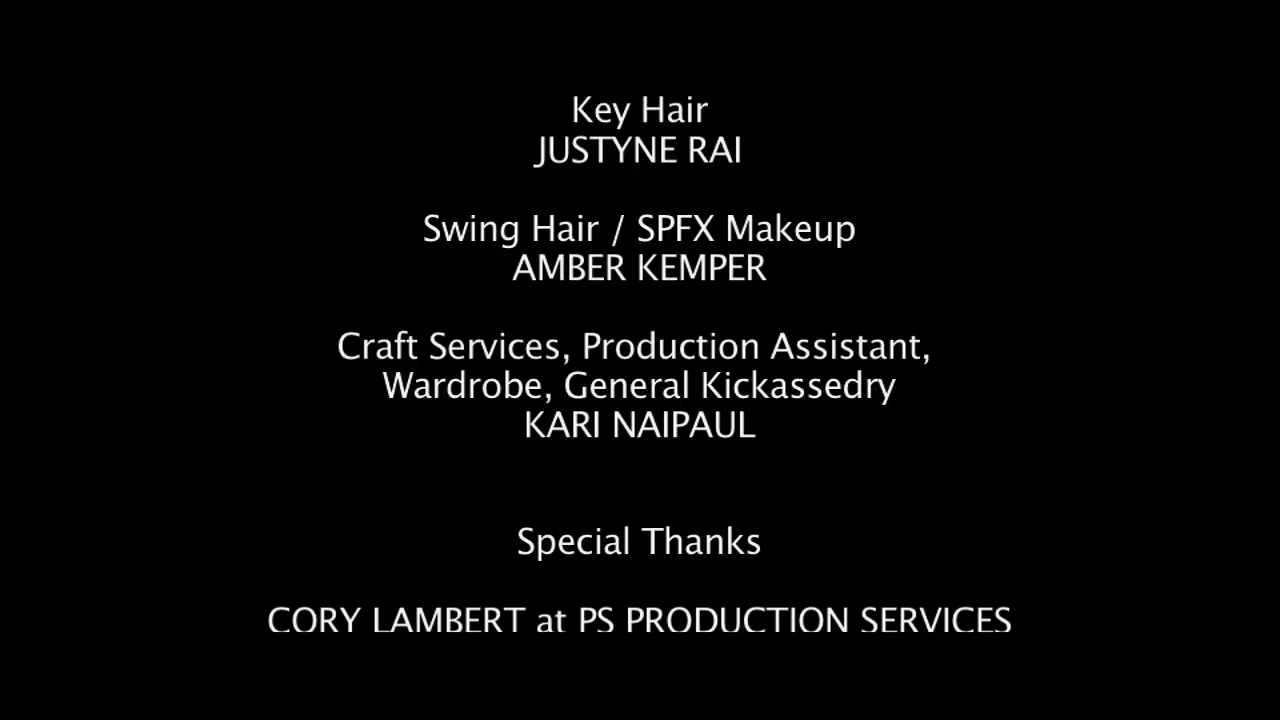 Key Hair
JUSTYNE RAI
Swing Hair / SPFX Makeup
AMBER KEMPER
Craft Services, Production Assistant,
Wardrobe, General Kickassedry
KARI NAIPAUL
Special Thanks
CORY LAMBERT at PS PRODUCTION SERVICES